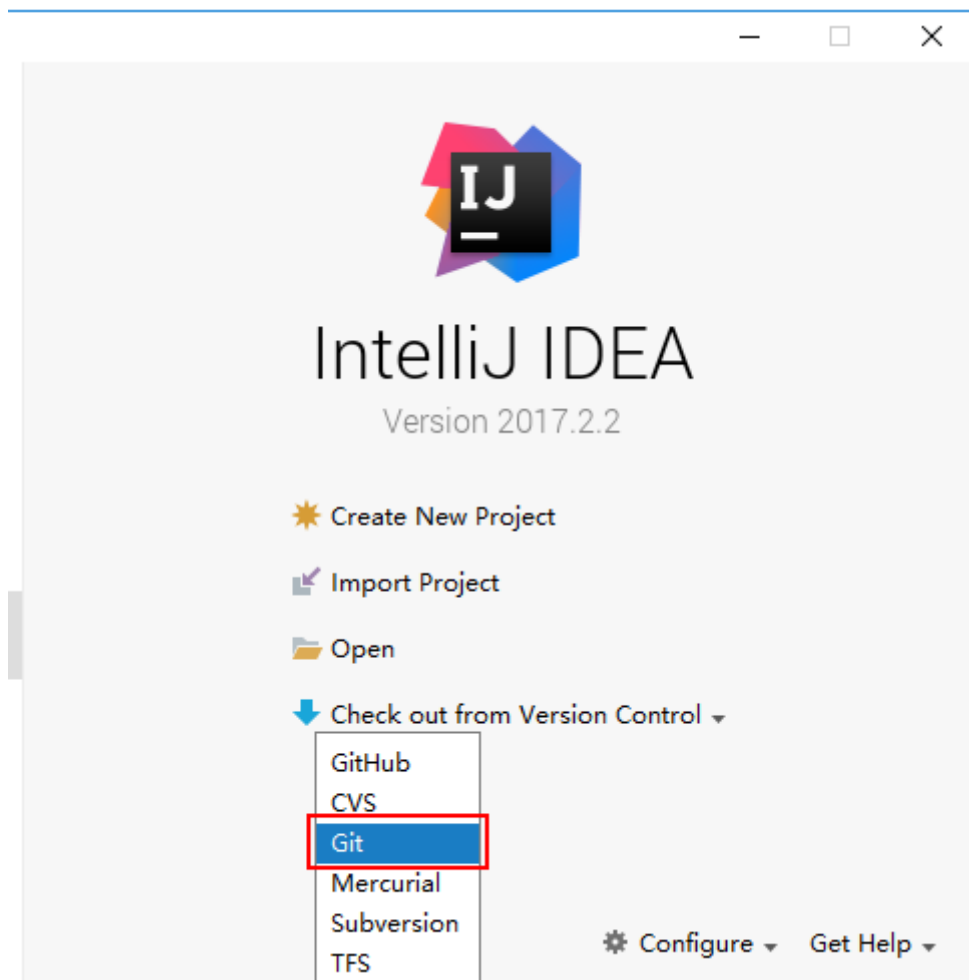 IJ
IntelliJ IDEA
Version 2017.2.2
Create New Project
Import Project
Open
Check out from Version Control
GitHub
CVS
Git
Mercurial
Subversion
TFS
Configure Get Help